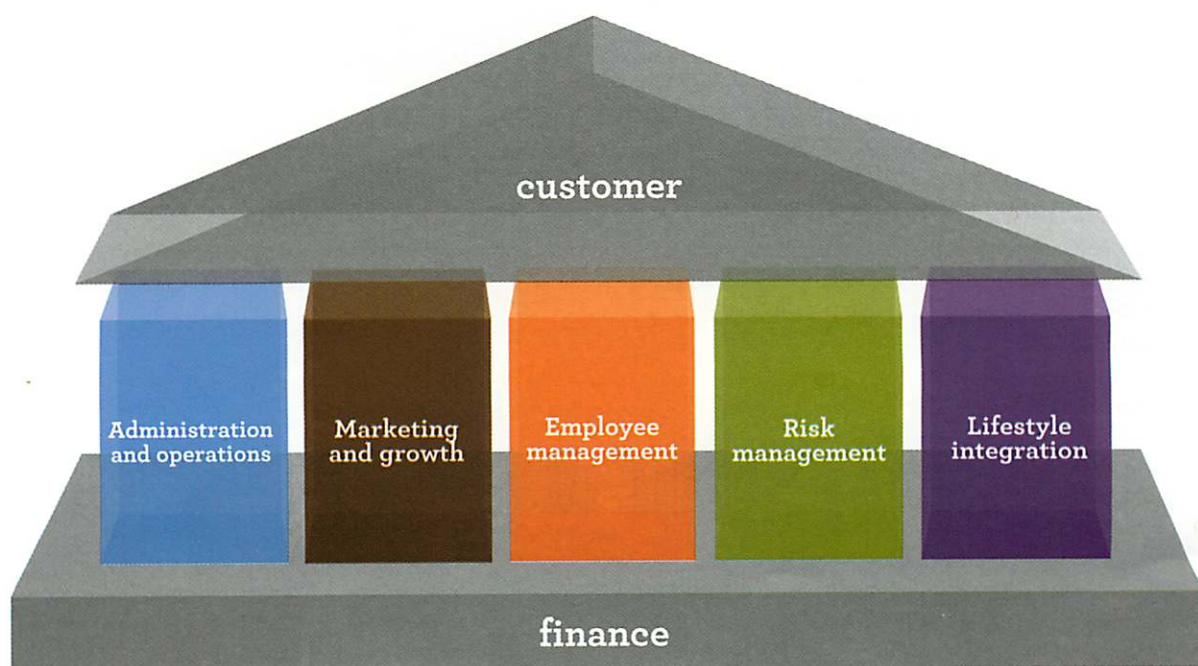 customer
Administration
and operations
Marketing
and growth
Employee
management
Risk
management
Lifestyle
integration
finance